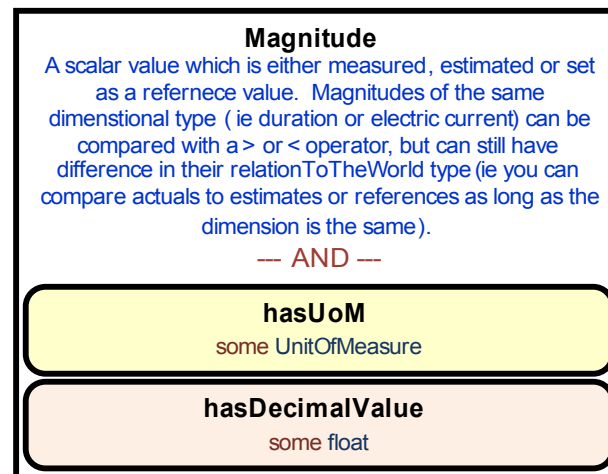 Magnitude
A scalar value which is either measured, estimated or set
as a refernece value. Magnitudes of the same
dimenstional type ( ie duration or electric current) can be
compared with a > or < operator, but can still have
difference in their relationToTheWorld type (ie you can
compare actuals to estimates or references as long as the
dimension is the same).
--- AND ---
hasUoM
some UnitOfMeasure
hasDecimalValue
some float